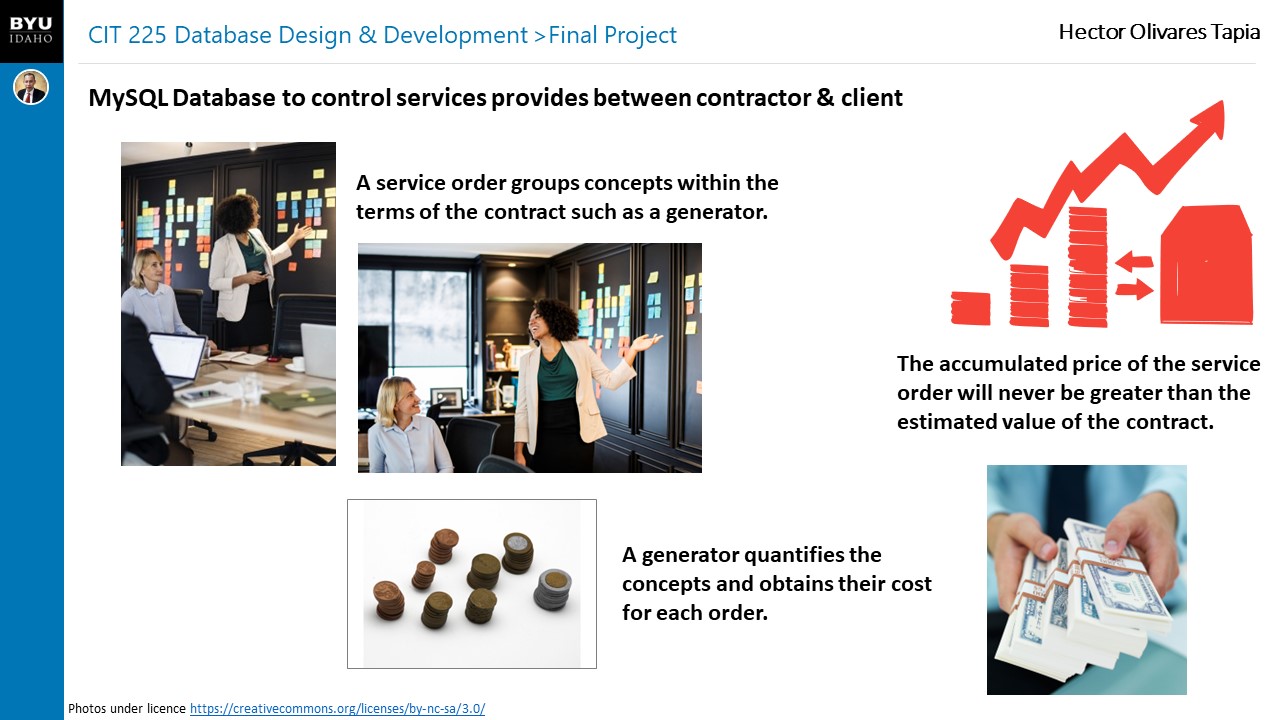 BYU
IDAHO
CIT 225 Database Design & Development >Final Project
Hector Olivares Tapia
MySQL Database to control services provides between contractor & client
A service order groups concepts within the
terms of the contract such as a generator.
The accumulated price of the service
order will never be greater than the
estimated value of the contract.
A generator quantifies the
concepts and obtains their cost
for each order.
Photos under licence https://creativecommons.org/licenses/by-nc-sa/3.0/